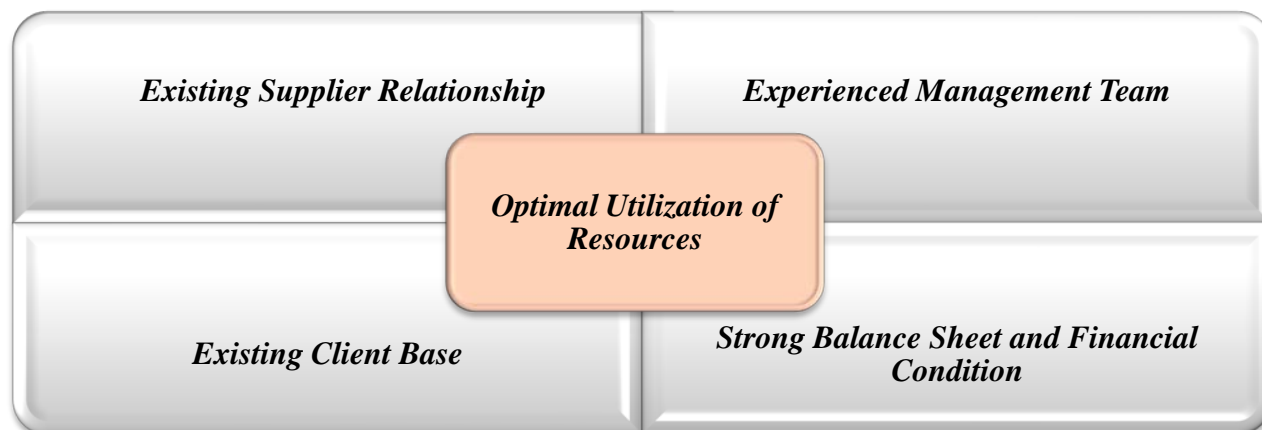 Existing Supplier Relationship
Experienced Management Team
Optimal Utilization of
Resources
Existing Client Base
Strong Balance Sheet and Financial
Condition